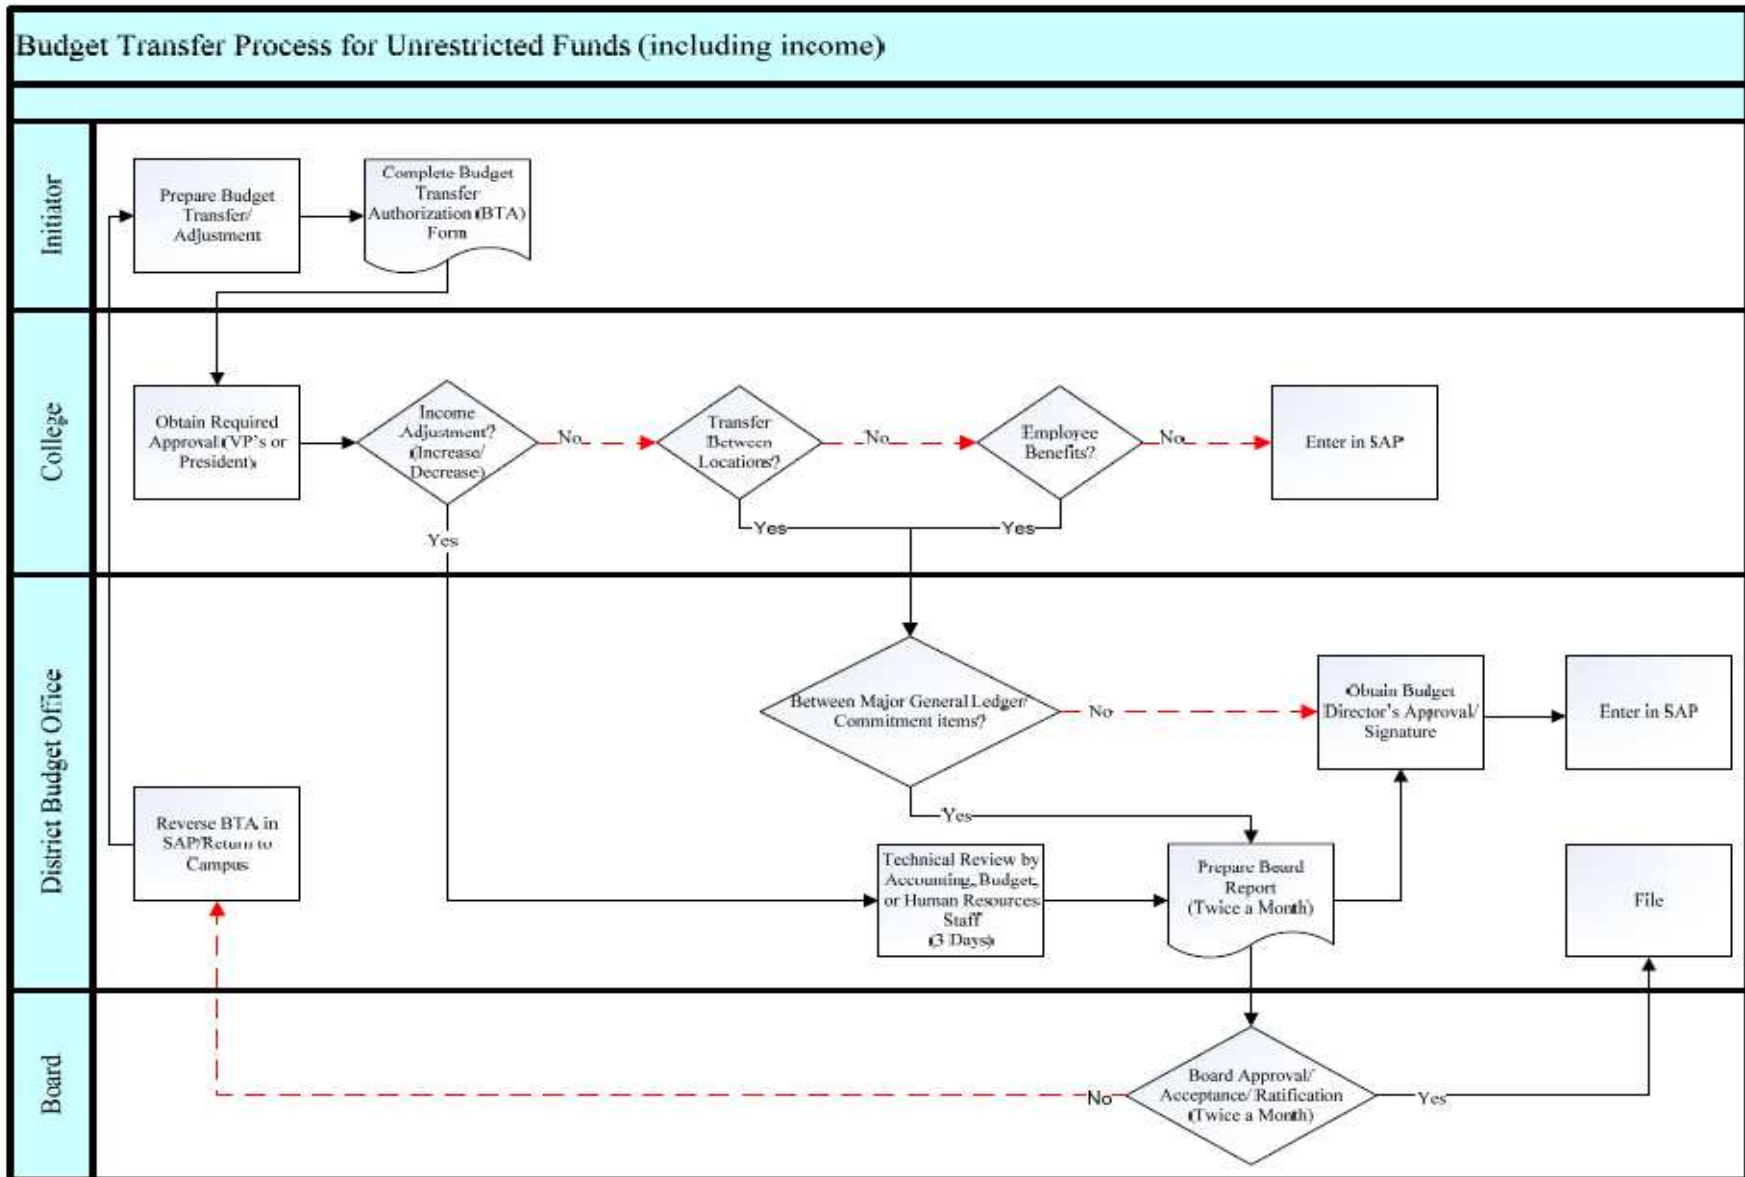 Budget Transfer Process for Unrestricted Funds (including income)
Initiator
Prepare Budget
Transfer/
Adjustment
Complete Budget
Transfer
Authorization (BTA)
Form
College
Obtain Required
Approval (VP's or
President)
Income
Adjustment?
(Increase/
Decrease)
No
Transfer
Between
Locations?
No
Employee
Benefits?
No
Enter in SAP
Yes
Yes
Yes
District Budget Office
Between Major General Ledger/
Commitment items?
No
Obtain Budget
Director's Approval/
Signature
Enter in SAP
Yes
Reverse BTA in
SAP/Return to
Campus
Technical Review by
Accounting, Budget,
or Human Resources
Staff
(3 Days)
Prepare Board
Report
(Twice a Month)
File
Board
Board Approval/
Acceptance/ Ratification
(Twice a Month)
No
Yes